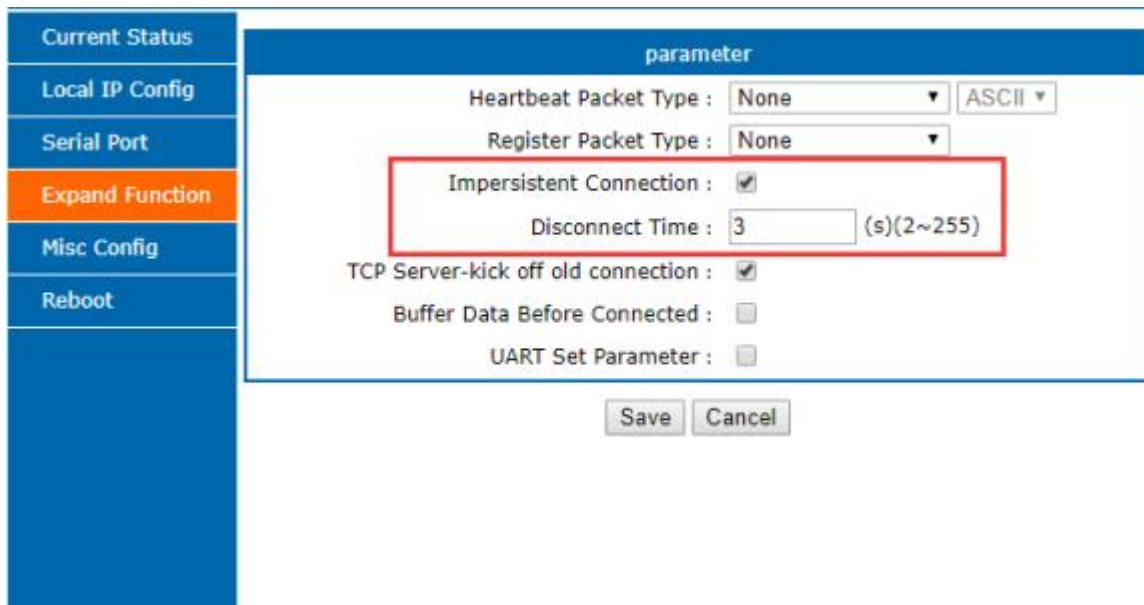 Current Status
Local IP Config
Serial Port
Expand Function
Misc Config
Reboot
parameter
Heartbeat Packet Type : None ASCII
Register Packet Type : None
Impersistent Connection :
Disconnect Time : 3 (s)(2~255)
TCP Server-kick off old connection :
Buffer Data Before Connected :
UART Set Parameter :
Save Cancel